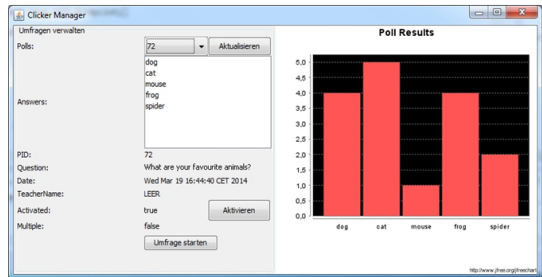 Clicker Manager
Umfragen verwalten
Polls: 72 Aktualisieren
dog
cat
mouse
frog
spider
Answers:
PID: 72
Question: What are your favourite animals?
Date: Wed Mar 19 16:44:40 CET 2014
TeacherName: LEER
Activated: true Aktivieren
Multiple: false
Umfrage starten
Poll Results
5,0
4,5
4,0
3,5
3,0
2,5
2,0
1,5
1,0
0,5
0,0
dog cat mouse frog spider
http://www.jfree.org/jfreechart